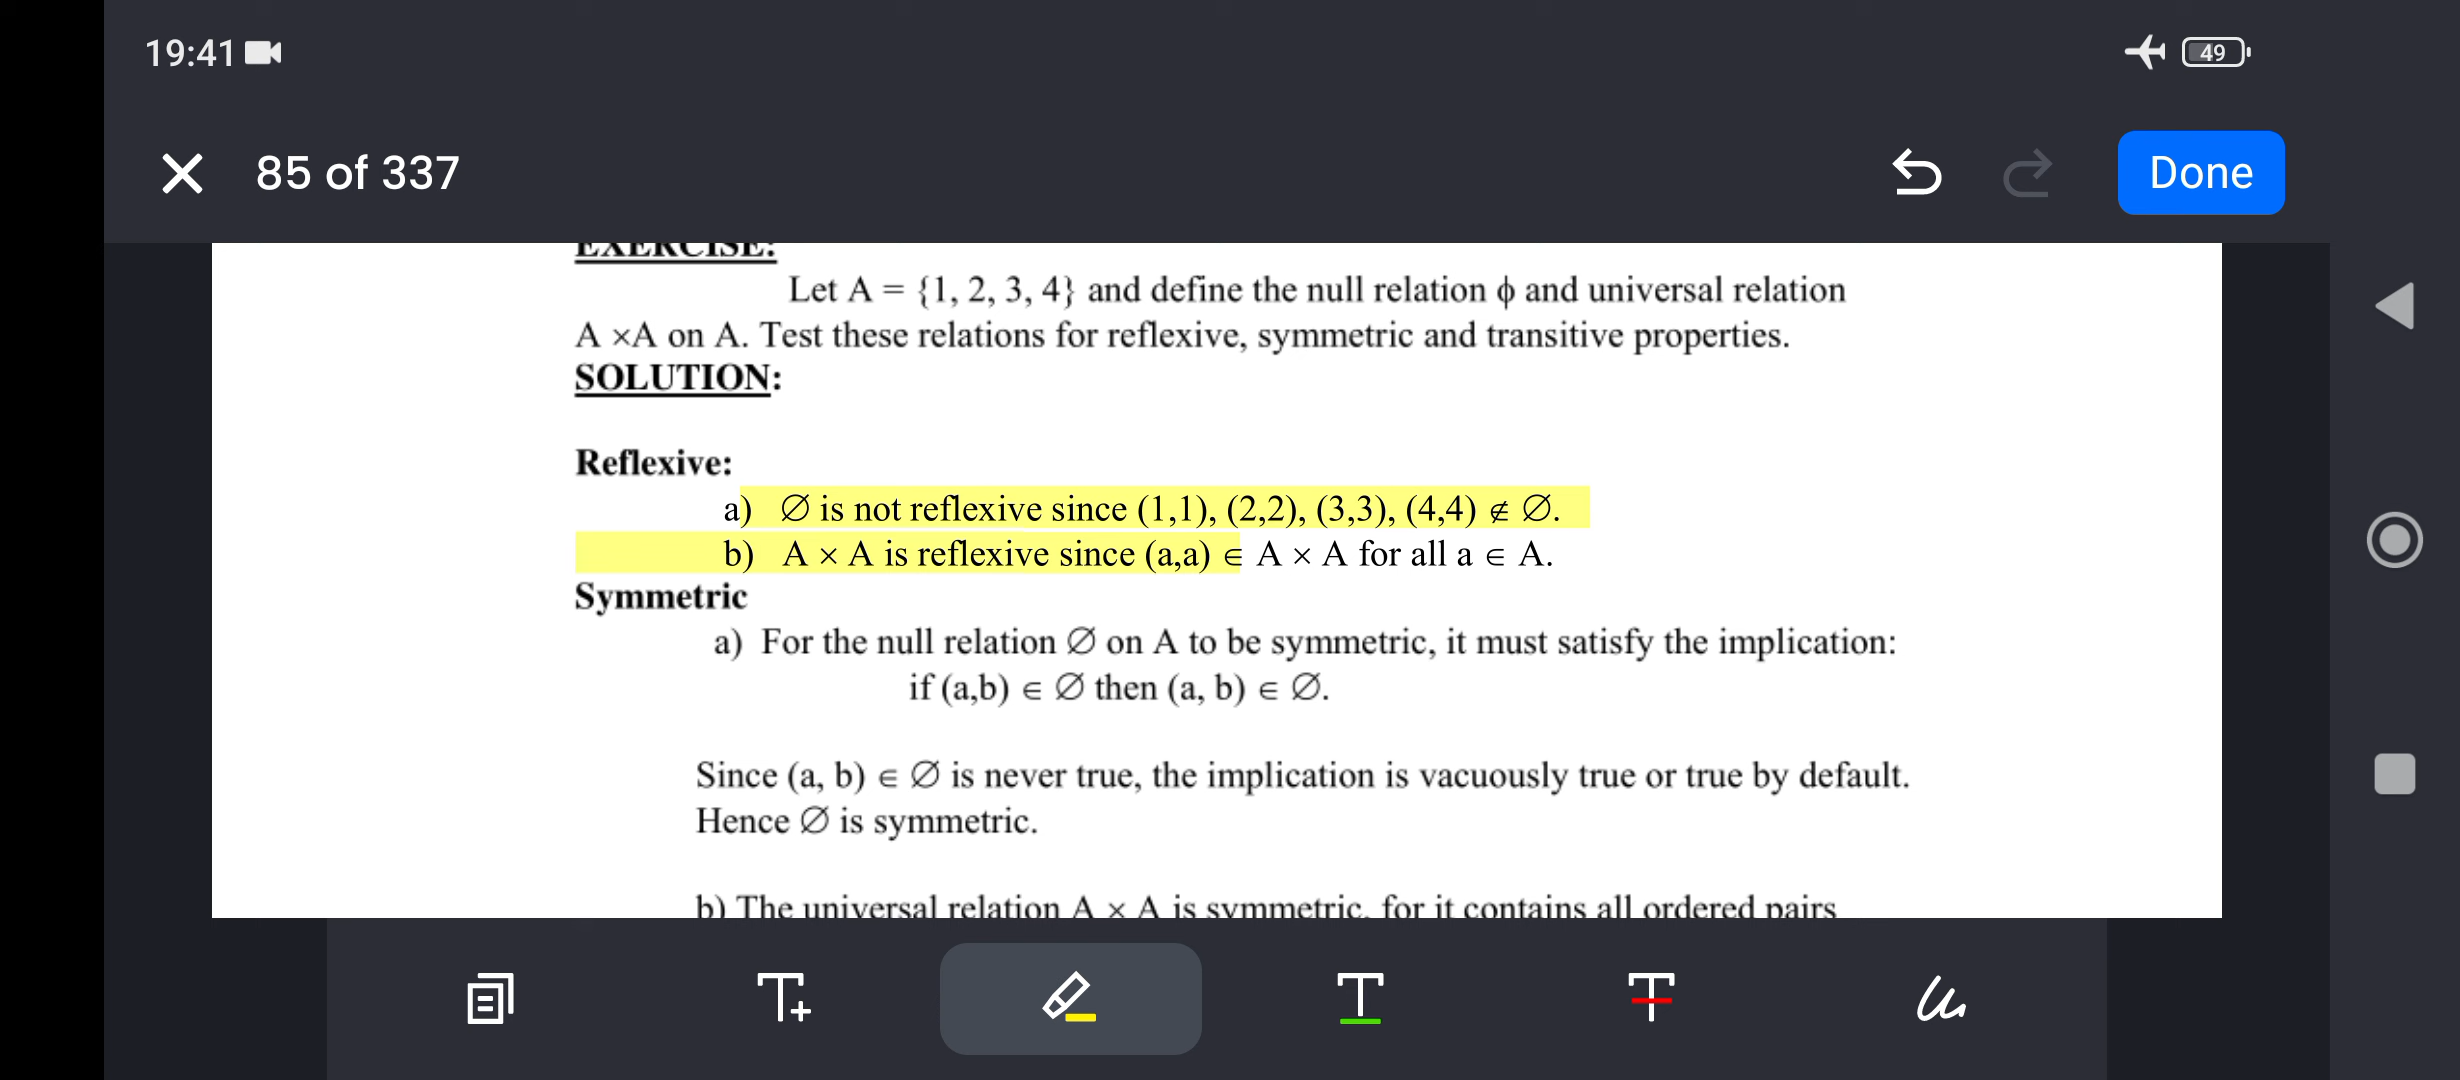 19:41
49
85 of 337
Done
EXERCISE:
Let A = {1, 2, 3, 4} and define the null relation ϕ and universal relation
A ×A on A. Test these relations for reflexive, symmetric and transitive properties.
SOLUTION:
Reflexive:
a) ∅ is not reflexive since (1,1), (2,2), (3,3), (4,4) ∉ ∅.
b) A × A is reflexive since (a,a) ∈ A × A for all a ∈ A.
Symmetric
a) For the null relation ∅ on A to be symmetric, it must satisfy the implication:
if (a,b) ∈ ∅ then (a, b) ∈ ∅.
Since (a, b) ∈ ∅ is never true, the implication is vacuously true or true by default.
Hence ∅ is symmetric.
b) The universal relation A × A is symmetric, for it contains all ordered pairs